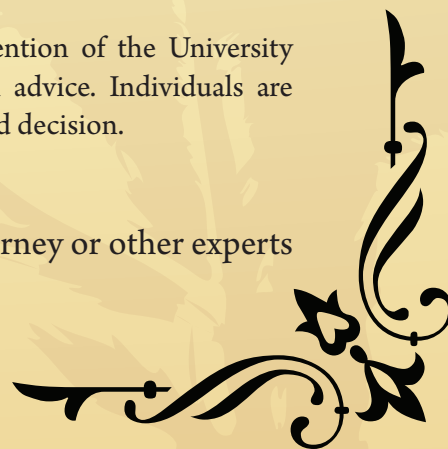 ention of the University
advice. Individuals are
d decision.
rney or other experts